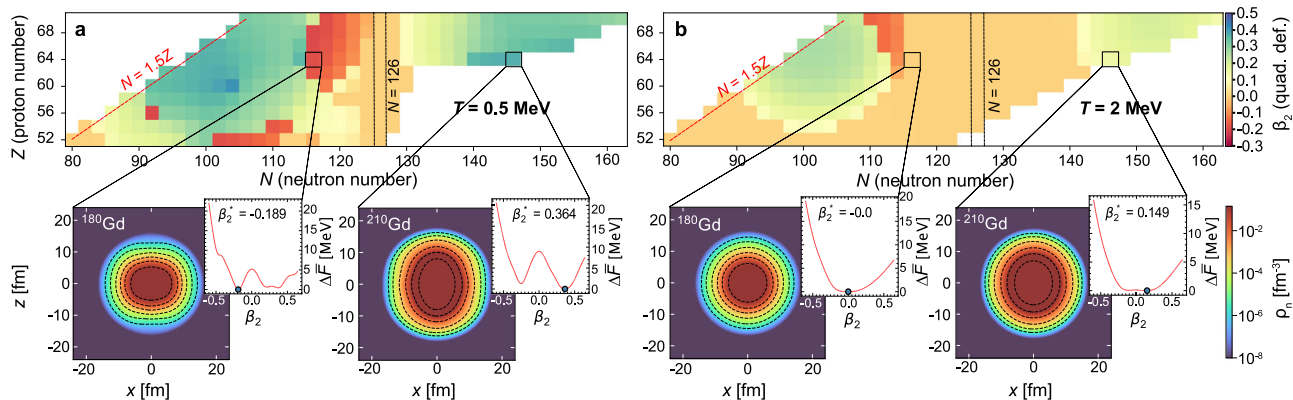 a
N = 1.5Z
N = 126
T = 0.5 MeV
Z (proton number)
68
64
60
56
52
80 90 100 110 120 130 140 150 160
N (neutron number)
b
N = 1.5Z
N = 126
T = 2 MeV
68
64
60
56
52
80 90 100 110 120 130 140 150 160
N (neutron number)
0.5
0.4
0.3
0.2
0.1
0.0
-0.1
-0.2
-0.3
β2 (quad. def.)
180Gd
β2* = -0.189
20
15
10
5
0
ΔF [MeV]
-0.5 0.0 0.5
β2
20
10
0
-10
-20
z [fm]
-20 0 20
x [fm]
210Gd
β2* = 0.364
20
15
10
5
0
ΔF [MeV]
-0.5 0.0 0.5
β2
20
10
0
-10
-20
-20 0 20
x [fm]
180Gd
β2* = -0.0
20
15
10
5
0
ΔF [MeV]
-0.5 0.0 0.5
β2
20
10
0
-10
-20
-20 0 20
x [fm]
210Gd
β2* = 0.149
15
10
5
0
ΔF [MeV]
-0.5 0.0 0.5
β2
20
10
0
-10
-20
-20 0 20
x [fm]
10-2
10-4
10-6
10-8
ρn [fm-3]